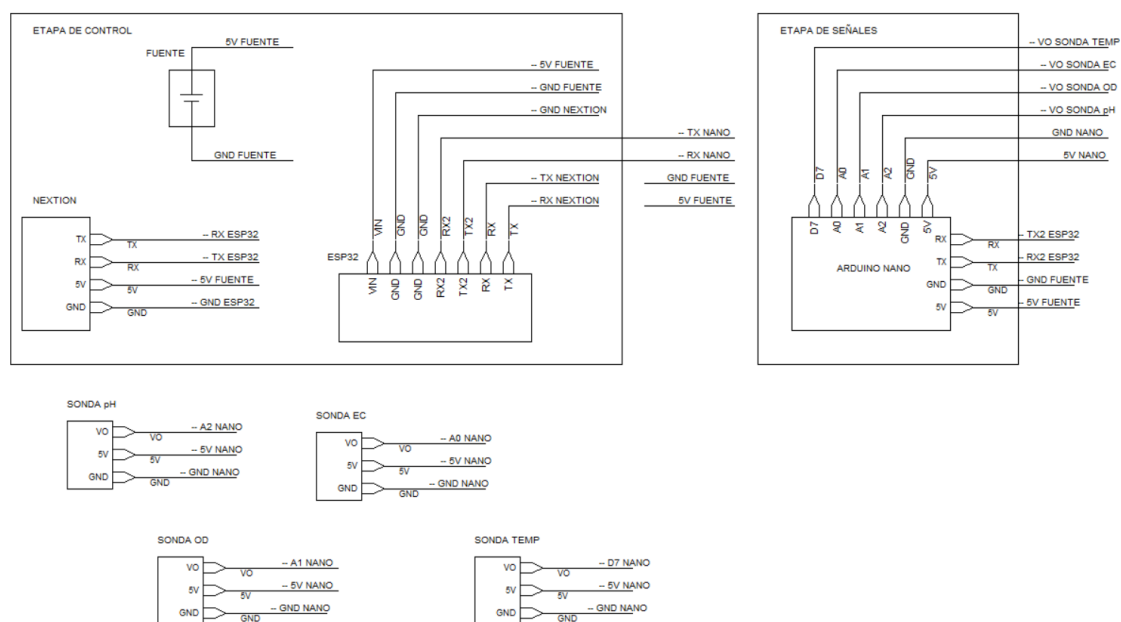 ETAPA DE CONTROL
FUENTE
5V FUENTE
GND FUENTE
NEXTION
TX
TX
-- RX ESP32
RX
RX
-- TX ESP32
5V
5V
-- 5V FUENTE
GND
GND
-- GND ESP32
-- 5V FUENTE
-- GND FUENTE
-- GND NEXTION
-- TX NANO
-- RX NANO
-- TX NEXTION
-- RX NEXTION
GND FUENTE
5V FUENTE
ESP32
VIN
GND
GND
RX2
TX2
RX
TX
VIN
GND
GND
RX2
TX2
RX
TX
ETAPA DE SEÑALES
-- VO SONDA TEMP
-- VO SONDA EC
-- VO SONDA OD
-- VO SONDA pH
GND NANO
5V NANO
D7
A0
A1
A2
GND
5V
D7
A0
A1
A2
GND
5V
ARDUINO NANO
RX
RX
-- TX2 ESP32
TX
TX
-- RX2 ESP32
GND
GND
-- GND FUENTE
5V
5V
-- 5V FUENTE
SONDA pH
VO
VO
-- A2 NANO
5V
5V
-- 5V NANO
GND
GND
-- GND NANO
SONDA EC
VO
VO
-- A0 NANO
5V
5V
-- 5V NANO
GND
GND
-- GND NANO
SONDA OD
VO
VO
-- A1 NANO
5V
5V
-- 5V NANO
GND
GND
-- GND NANO
SONDA TEMP
VO
VO
-- D7 NANO
5V
5V
-- 5V NANO
GND
GND
-- GND NANO